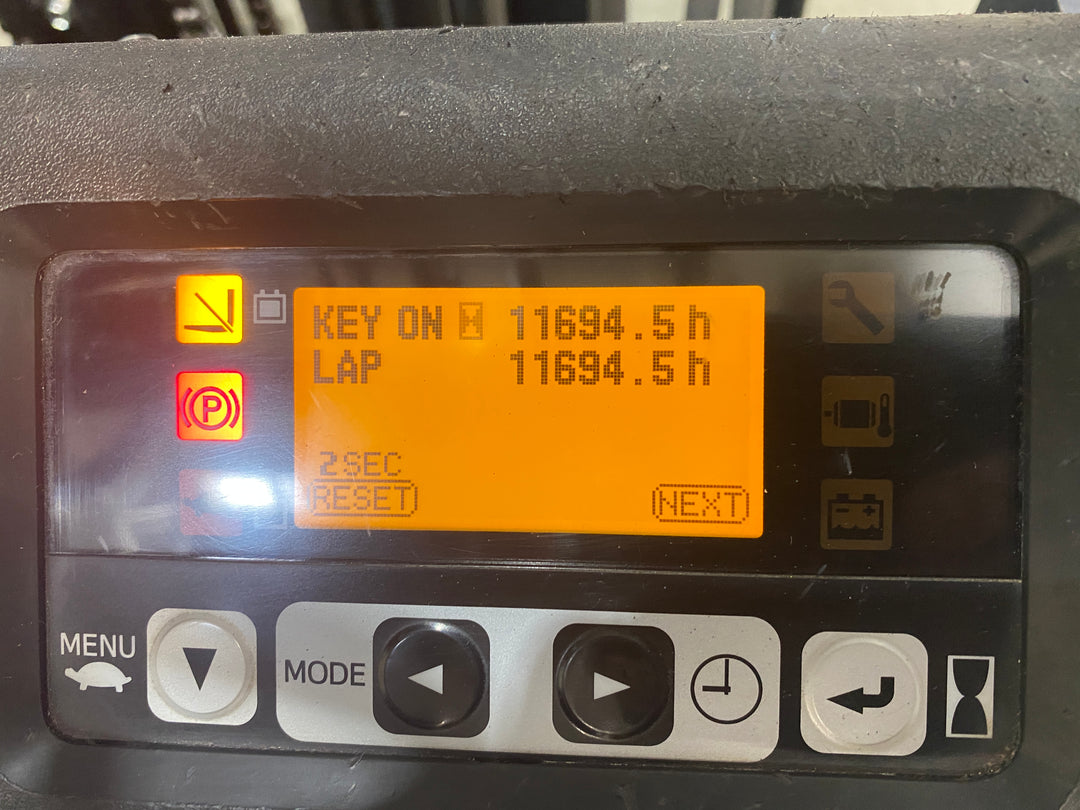 KEY ON 11694.5 h
LAP 11694.5 h
2 SEC
RESET NEXT
P
MENU
MODE